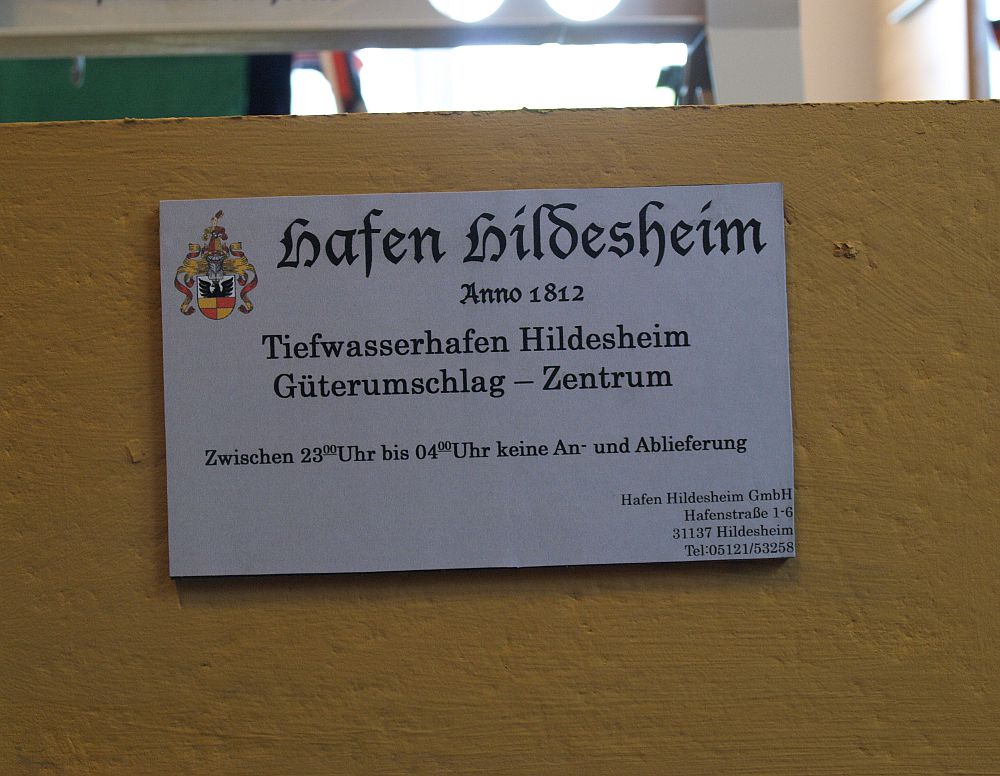 Hafen Hildesheim
Anno 1812
Tiefwasserhafen Hildesheim
Güterumschlag – Zentrum
Zwischen 23⁰⁰Uhr bis 04⁰⁰Uhr keine An- und Ablieferung
Hafen Hildesheim GmbH
Hafenstraße 1-6
31137 Hildesheim
Tel:05121/53258